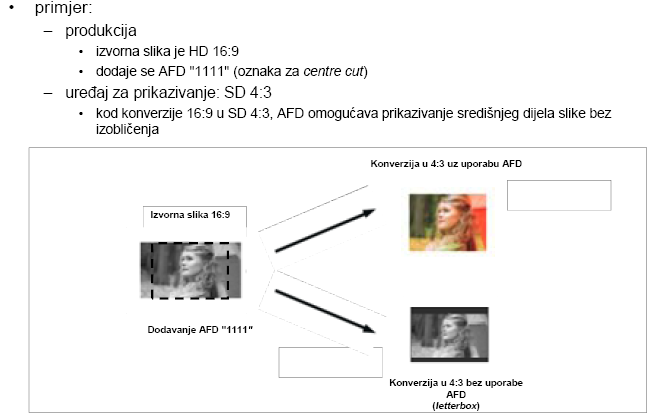 • primjer:
– produkcija
• izvorna slika je HD 16:9
• dodaje se AFD "1111" (oznaka za centre cut)
– uređaj za prikazivanje: SD 4:3
• kod konverzije 16:9 u SD 4:3, AFD omogućava prikazivanje središnjeg dijela slike bez
izobličenja
Konverzija u 4:3 uz uporabu AFD
Izvorna slika 16:9
Dodavanje AFD "1111"
Konverzija u 4:3 bez uporabe
AFD
(letterbox)